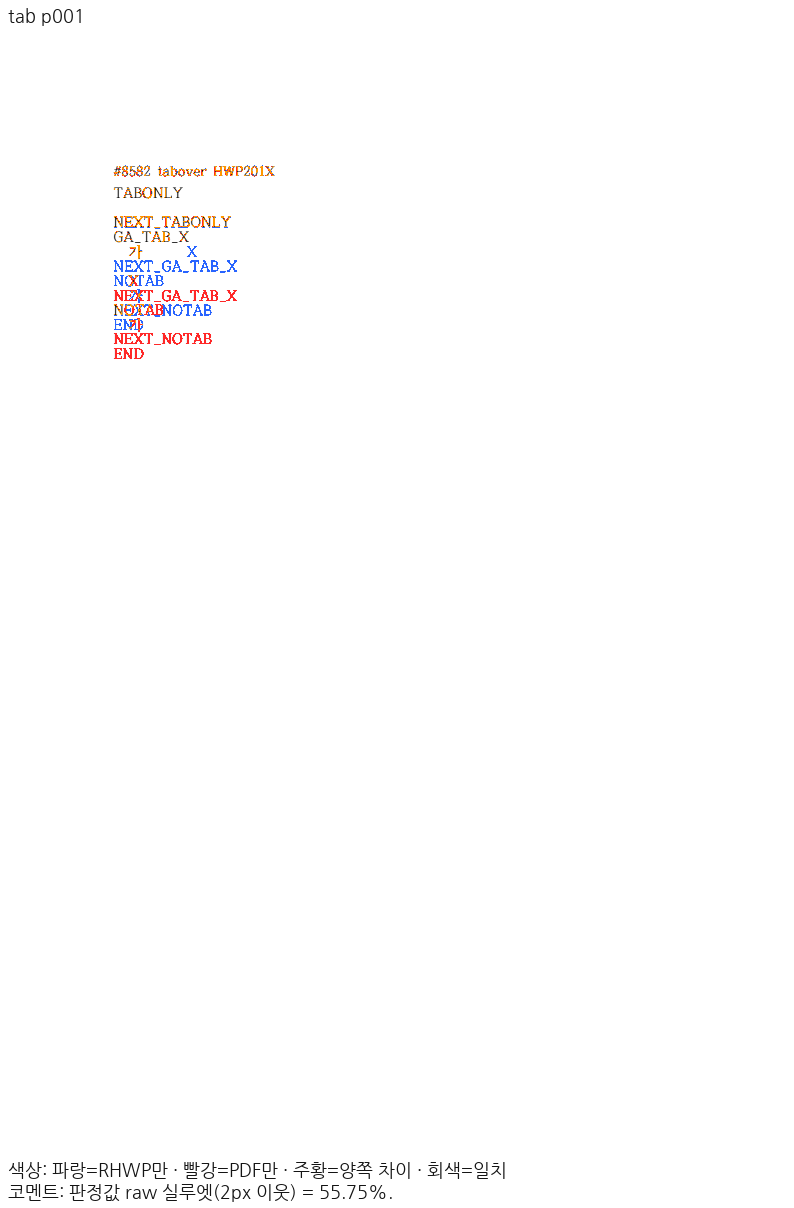 tab p001
#8582 tabover HWP201X
TABONLY
NEXT_TABONLY
GA_TAB_X
가 X
NEXT_GA_TAB_X
NOTAB
X
NEXT_GA_TAB_X
NEXT_NOTAB
END
NEXT_NOTAB
END
색상: 파랑=RHWP만 · 빨강=PDF만 · 주황=양쪽 차이 · 회색=일치
코멘트: 판정값 raw 실루엣(2px 이웃) = 55.75%.